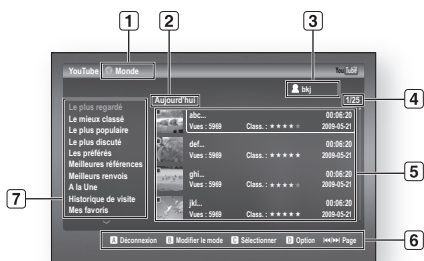 1
2
3
YouTube Monde
You Tube
bkj
Aujourd'hui
1/25
4
Le plus regardé
Le mieux classé
Le plus populaire
Le plus discuté
Les préférés
Meilleures références
Meilleurs renvois
A la Une
Historique de visite
Mes favoris
7
abc...
00:06:20
Vues : 5969 Class. : ★★★★★ 2009-05-21
def...
00:06:20
Vues : 5969 Class. : ★★★★★ 2009-05-21
ghi...
00:06:20
Vues : 5969 Class. : ★★★★★ 2009-05-21
jkl...
00:06:20
Vues : 5969 Class. : ★★★★★ 2009-05-21
5
A Déconnexion B Modifier le mode C Sélectionner D Option ⏮/⏭ Page
6